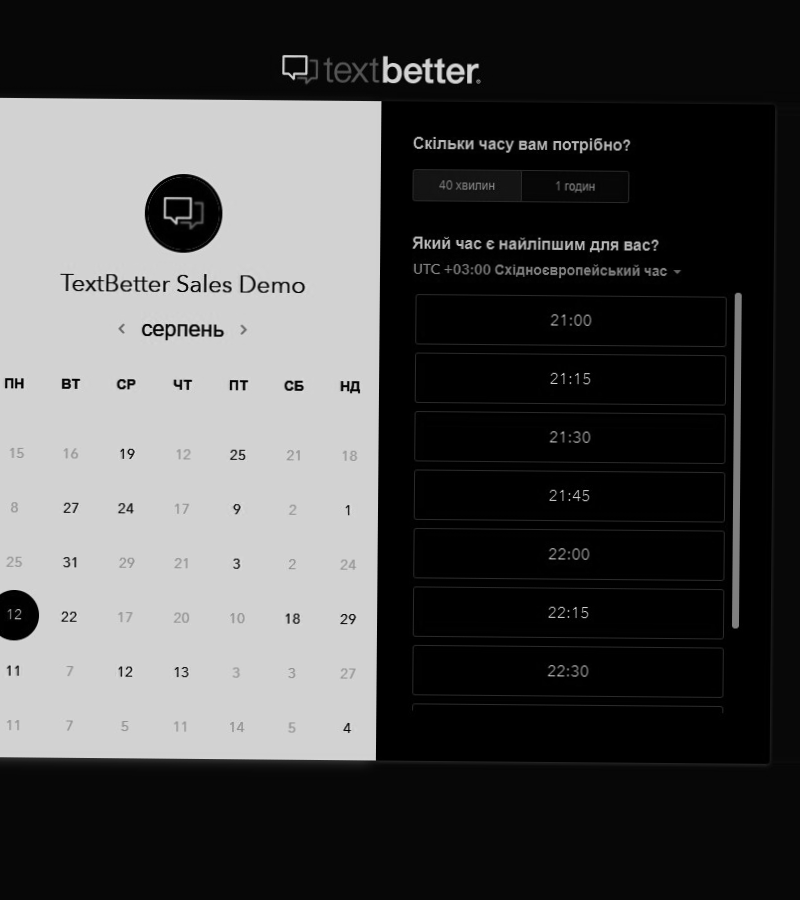 textbetter.
TextBetter Sales Demo
серпень
ПН ВТ СР ЧТ ПТ СБ НД
15 16 19 12 25 21 18
8 27 24 17 9 2 1
25 31 29 21 3 2 24
12 22 17 20 10 18 29
11 7 12 13 3 3 27
11 7 5 11 14 5 4
Скільки часу вам потрібно?
40 хвилин 1 годин
Який час є найліпшим для вас?
UTC +03:00 Східноєвропейський час
21:00
21:15
21:30
21:45
22:00
22:15
22:30